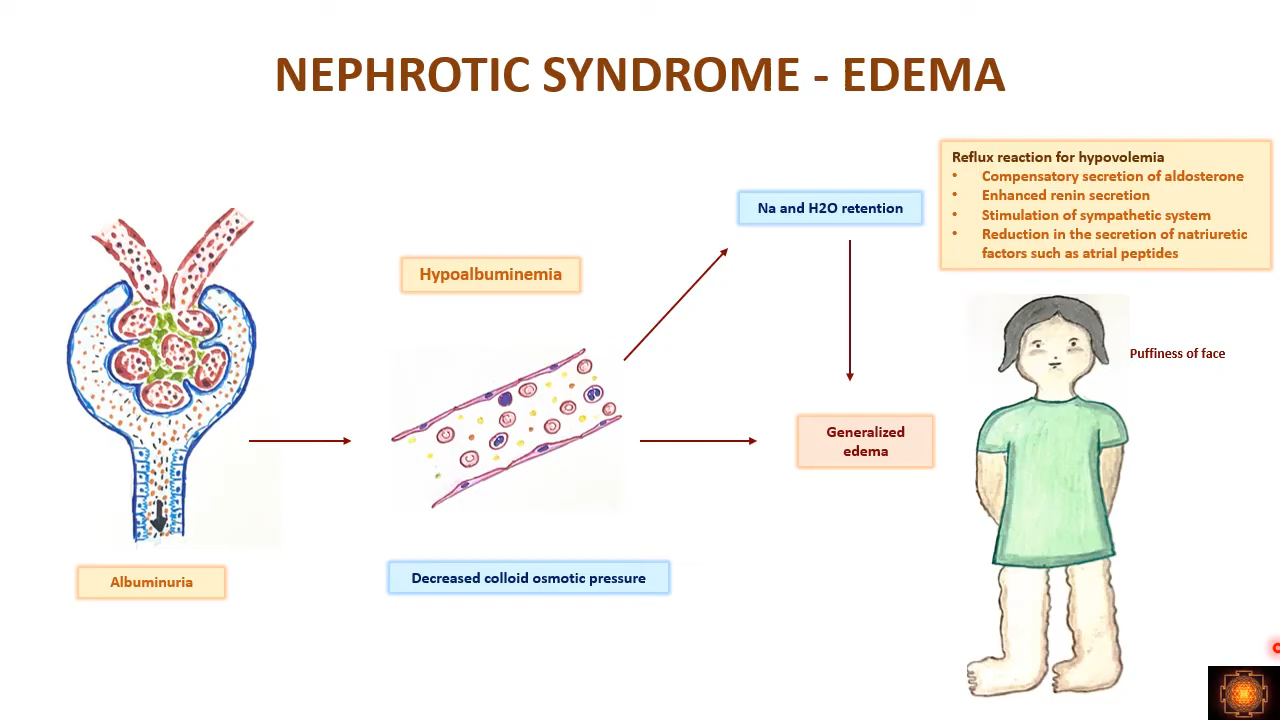 NEPHROTIC SYNDROME - EDEMA
Reflux reaction for hypovolemia
• Compensatory secretion of aldosterone
• Enhanced renin secretion
• Stimulation of sympathetic system
• Reduction in the secretion of natriuretic
factors such as atrial peptides
Na and H2O retention
Hypoalbuminemia
Puffiness of face
Generalized
edema
Albuminuria
Decreased colloid osmotic pressure